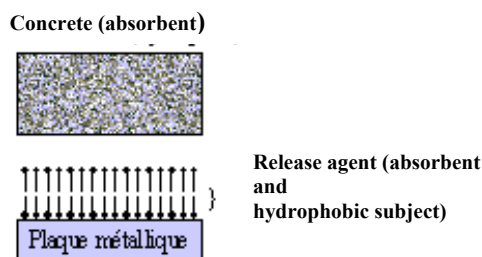 Concrete (absorbent)
Release agent (absorbent
and
hydrophobic subject)
}
Plaque métallique